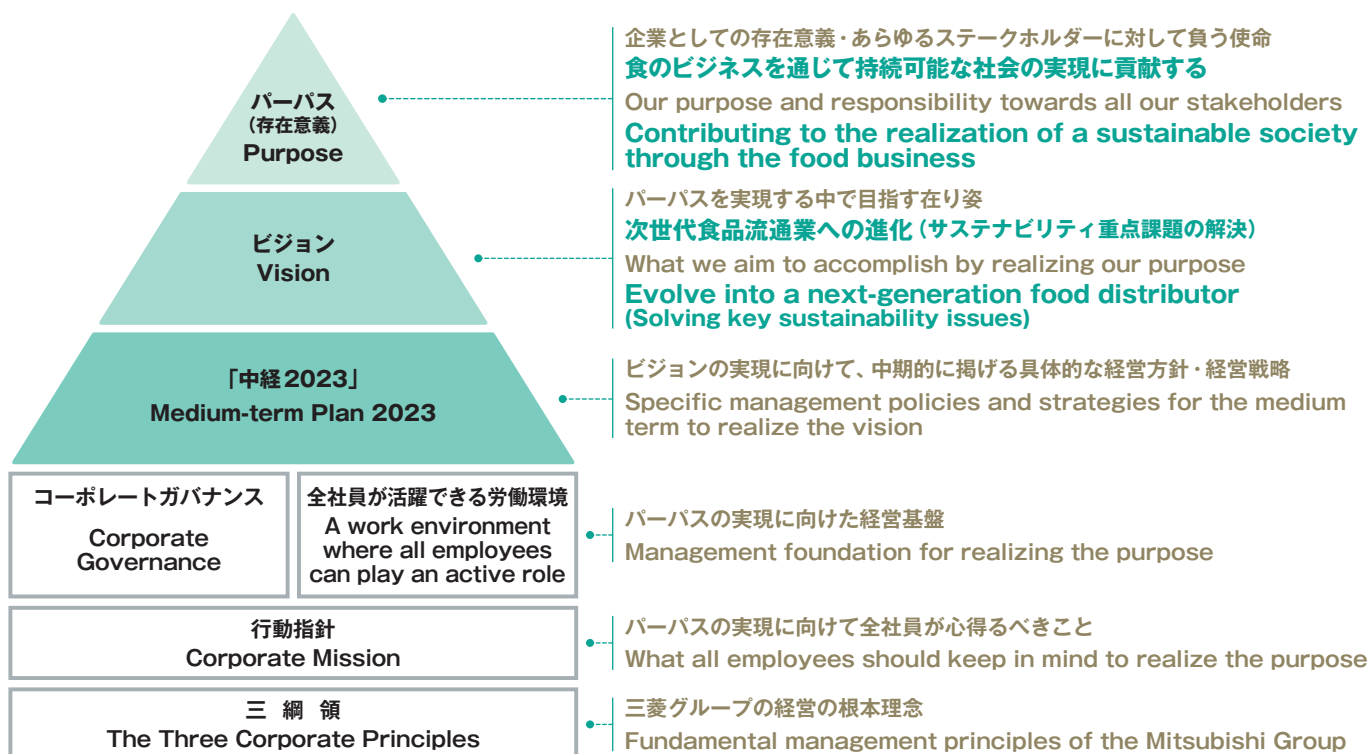 パーパス
（存在意義）
Purpose
企業としての存在意義・あらゆるステークホルダーに対して負う使命
食のビジネスを通じて持続可能な社会の実現に貢献する
Our purpose and responsibility towards all our stakeholders
Contributing to the realization of a sustainable society
through the food business
ビジョン
Vision
パーパスを実現する中で目指す在り姿
次世代食品流通業への進化（サステナビリティ重点課題の解決）
What we aim to accomplish by realizing our purpose
Evolve into a next-generation food distributor
(Solving key sustainability issues)
「中経2023」
Medium-term Plan 2023
ビジョンの実現に向けて、中期的に掲げる具体的な経営方針・経営戦略
Specific management policies and strategies for the medium
term to realize the vision
コーポレートガバナンス
Corporate
Governance
全社員が活躍できる労働環境
A work environment
where all employees
can play an active role
パーパスの実現に向けた経営基盤
Management foundation for realizing the purpose
行動指針
Corporate Mission
パーパスの実現に向けて全社員が心得るべきこと
What all employees should keep in mind to realize the purpose
三 綱 領
The Three Corporate Principles
三菱グループの経営の根本理念
Fundamental management principles of the Mitsubishi Group